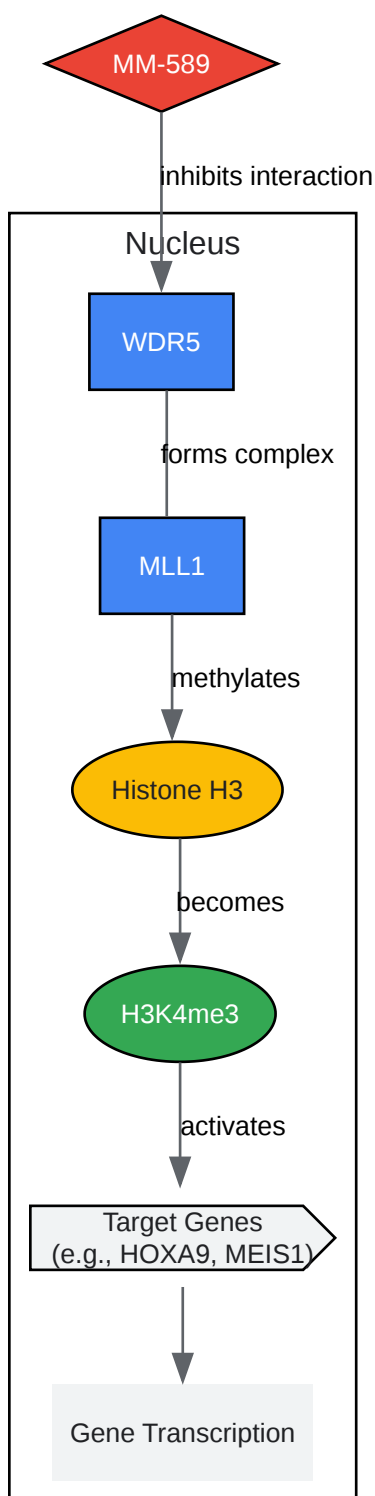 MM-589
inhibits interaction
Nucleus
WDR5
forms complex
MLL1
methylates
Histone H3
becomes
H3K4me3
activates
Target Genes
(e.g., HOXA9, MEIS1)
Gene Transcription